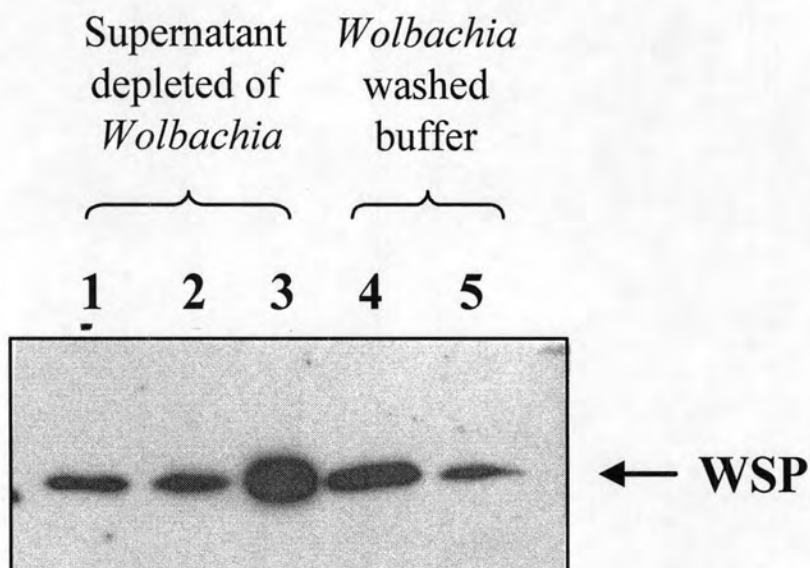 Supernatant
depleted of
Wolbachia
Wolbachia
washed
buffer
1 2 3 4 5
WSP